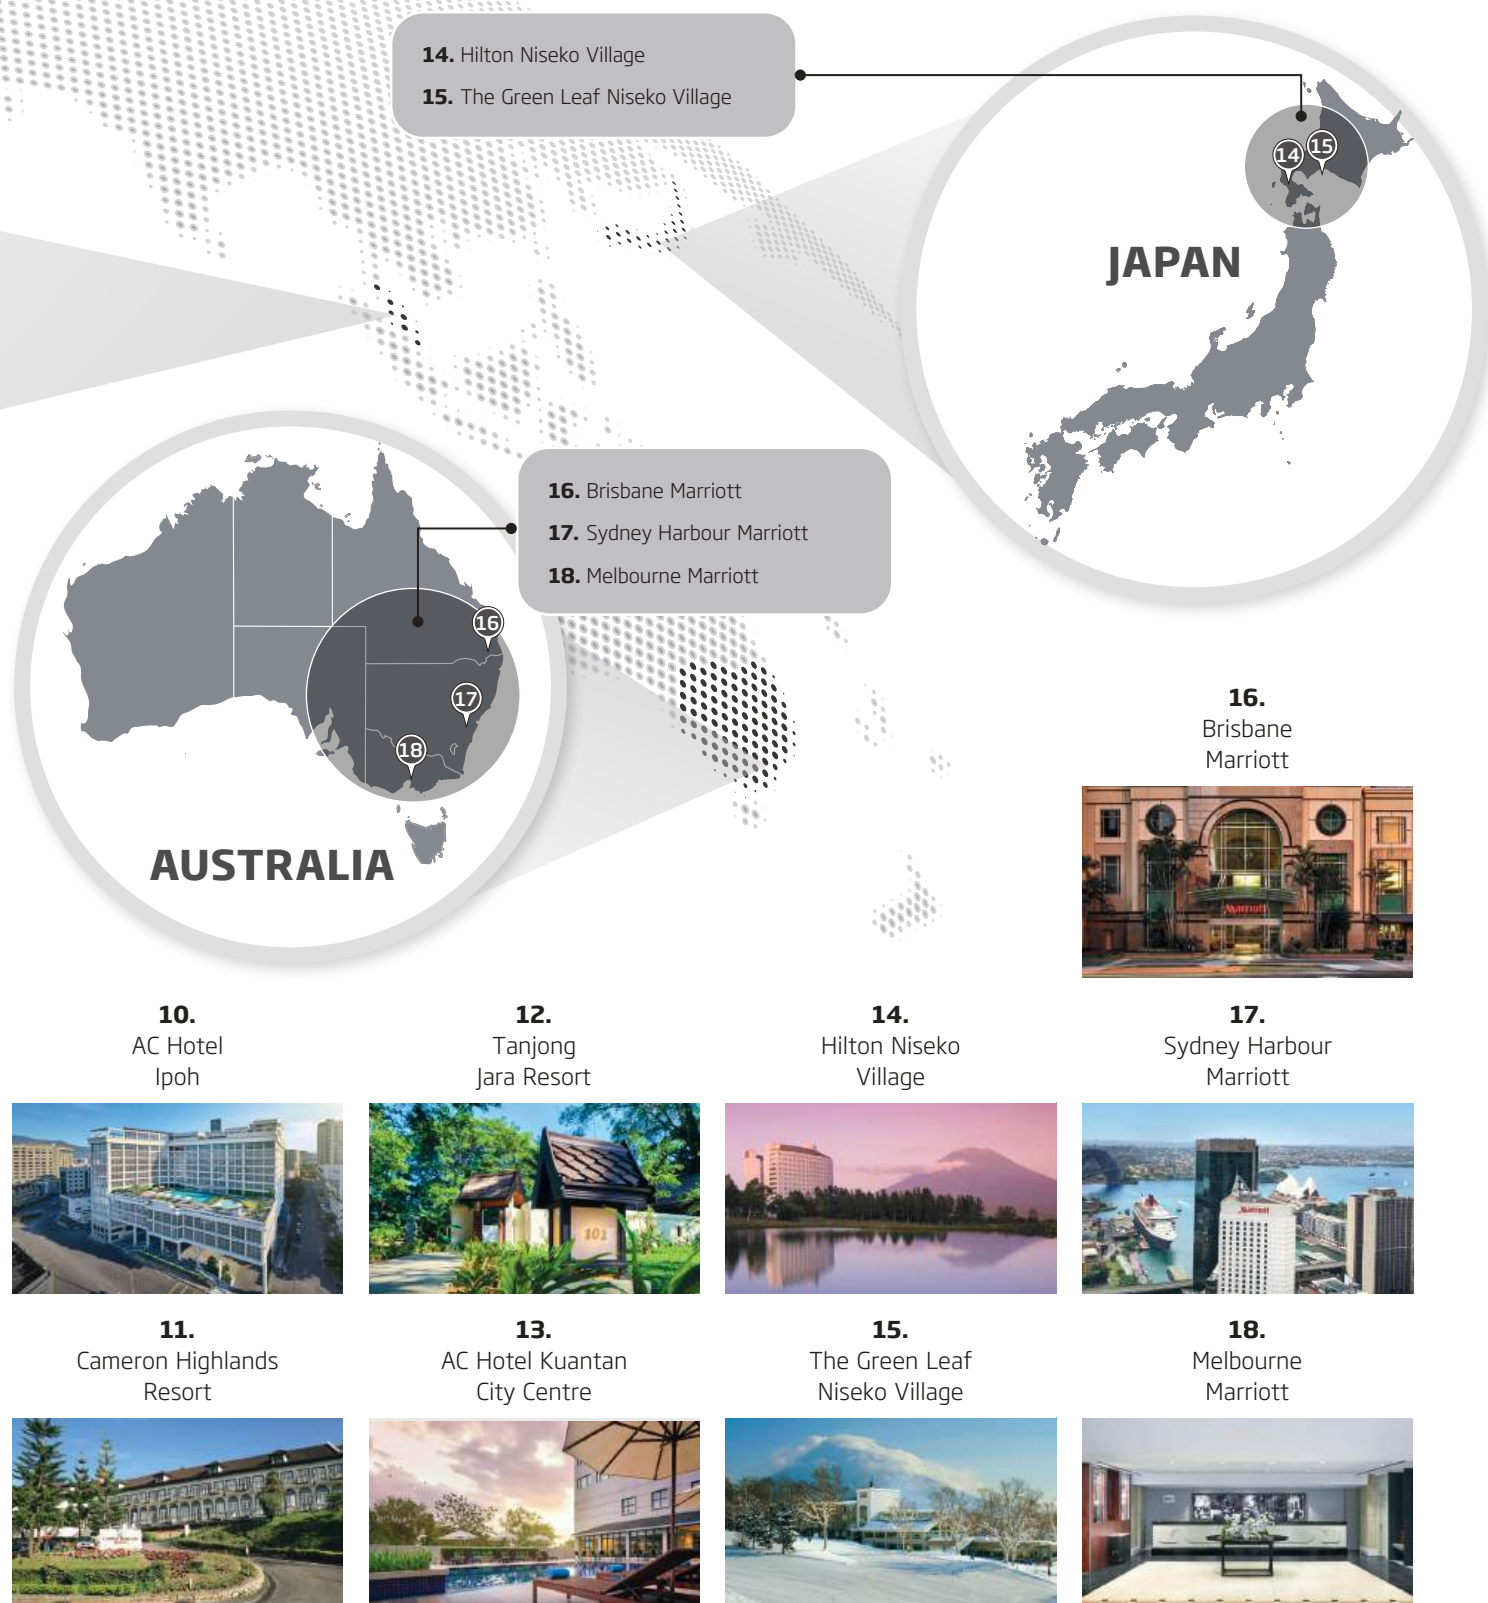 14. Hilton Niseko Village
15. The Green Leaf Niseko Village
14
15
JAPAN
16. Brisbane Marriott
17. Sydney Harbour Marriott
18. Melbourne Marriott
16
17
18
AUSTRALIA
16.
Brisbane
Marriott
Marriott
10.
AC Hotel
Ipoh
12.
Tanjong
Jara Resort
101
14.
Hilton Niseko
Village
17.
Sydney Harbour
Marriott
Marriott
11.
Cameron Highlands
Resort
13.
AC Hotel Kuantan
City Centre
15.
The Green Leaf
Niseko Village
18.
Melbourne
Marriott